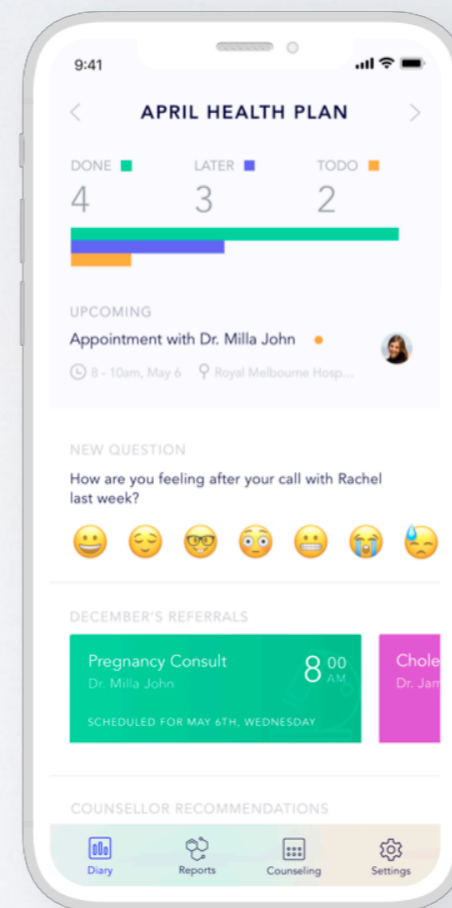 9:41
APRIL HEALTH PLAN
DONE LATER TODO
4 3 2
UPCOMING
Appointment with Dr. Milla John
8 - 10am, May 6 Royal Melbourne Hosp...
NEW QUESTION
How are you feeling after your call with Rachel
last week?
DECEMBER'S REFERRALS
Pregnancy Consult 8 00 AM Chole
Dr. Milla John Dr. Jam
SCHEDULED FOR MAY 6TH, WEDNESDAY
COUNSELLOR RECOMMENDATIONS
Diary Reports Counseling Settings